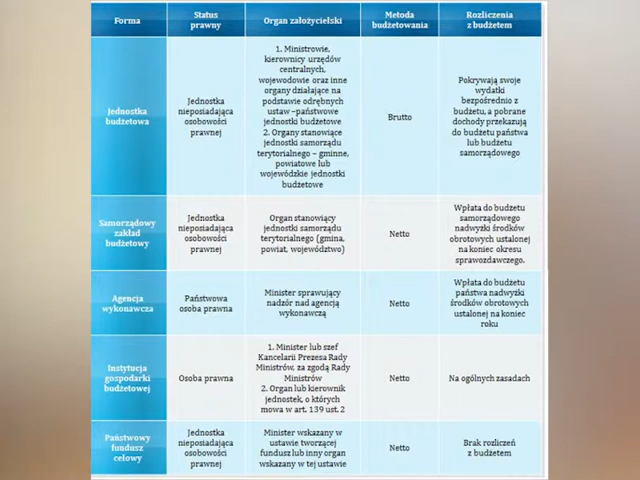 Forma
Status
prawny
Organ założycielski
Metoda
budżetowania
Rozliczenia
z budżetem
Jednostka
budżetowa
Jednostka
nieposiadająca
osobowości
prawnej
1. Ministrowie,
kierownicy urzędów
centralnych,
wojewodowie oraz inne
organy działające na
podstawie odrębnych
ustaw –państwowe
jednostki budżetowe
2. Organy stanowiące
jednostki samorządu
terytorialnego – gminne,
powiatowe lub
wojewódzkie jednostki
budżetowe
Brutto
Pokrywają swoje
wydatki
bezpośrednio z
budżetu, a pobrane
dochody przekazują
do budżetu państwa
lub budżetu
samorządowego
Samorządowy
zakład
budżetowy
Jednostka
nieposiadająca
osobowości
prawnej
Organ stanowiący
jednostki samorządu
terytorialnego (gmina,
powiat, województwo)
Netto
Wpłata do budżetu
samorządowego
nadwyżki środków
obrotowych ustalonej
na koniec okresu
sprawozdawczego.
Agencja
wykonawcza
Państwowa
osoba prawna
Minister sprawujący
nadzór nad agencją
wykonawczą
Netto
Wpłata do budżetu
państwa nadwyżki
środków obrotowych
ustalonej na koniec
roku
Instytucja
gospodarki
budżetowej
Osoba prawna
1. Minister lub szef
Kancelarii Prezesa Rady
Ministrów, za zgodą Rady
Ministrów
2. Organ lub kierownik
jednostek, o których
mowa w art. 139 ust. 2
Netto
Na ogólnych zasadach
Państwowy
fundusz
celowy
Jednostka
nieposiadająca
osobowości
prawnej
Minister wskazany w
ustawie tworzącej
fundusz lub inny organ
wskazany w tej ustawie
Netto
Brak rozliczeń
z budżetem